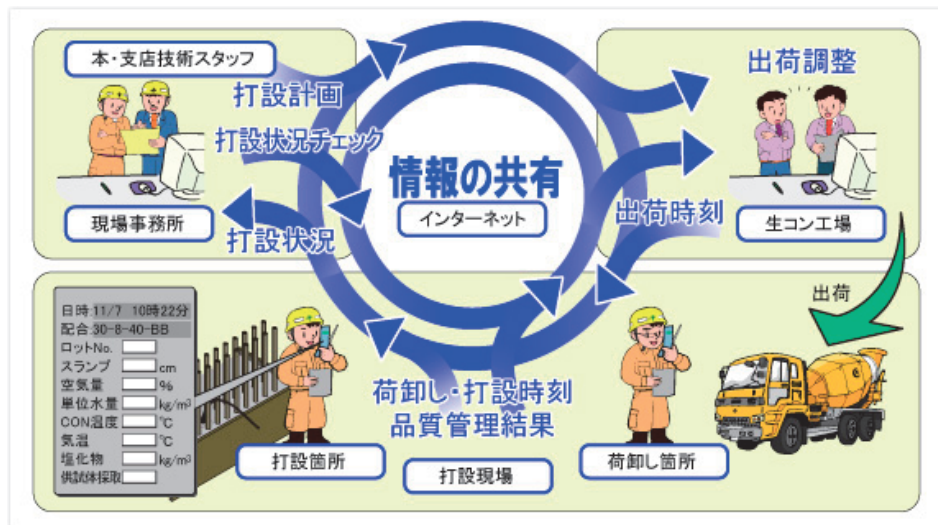 本・支店技術スタッフ
打設計画
打設状況チェック
現場事務所
打設状況
情報の共有
インターネット
出荷調整
出荷時刻
生コン工場
出荷
日時:11/7 10時22分
配合:30-8-40-BB
ロットNo.
スランプ cm
空気量 %
単位水量 kg/m³
CON温度 ℃
気温 ℃
塩化物 kg/m³
供試体採取
荷卸し・打設時刻
品質管理結果
打設箇所
打設現場
荷卸し箇所